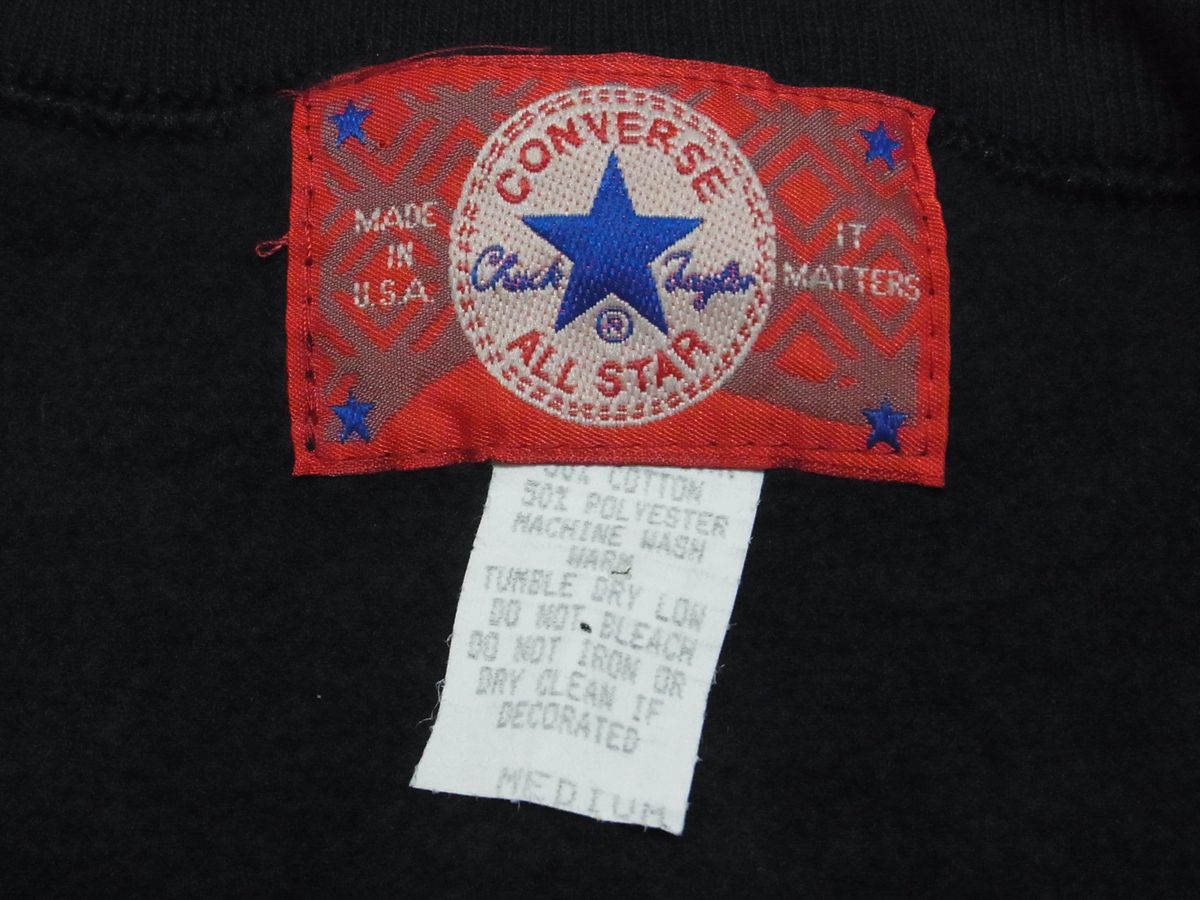 CONVERSE
MADE
IN
U.S.A.
Chuck Taylor
®
IT
MATTERS
ALL STAR
50% COTTON
50% POLYESTER
MACHINE WASH
WARM
TUMBLE DRY LOW
DO NOT BLEACH
DO NOT IRON OR
DRY CLEAN IF
DECORATED
MEDIUM